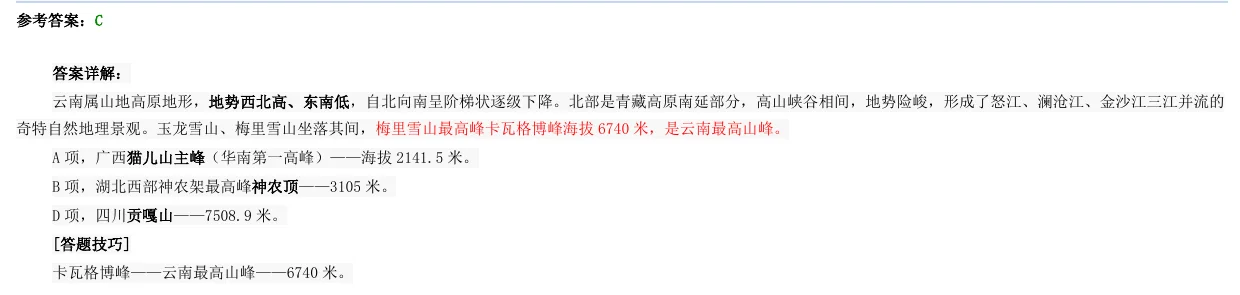 参考答案：C
答案详解：
云南属山地高原地形，地势西北高、东南低，自北向南呈阶梯状逐级下降。北部是青藏高原南延部分，高山峡谷相间，地势险峻，形成了怒江、澜沧江、金沙江三江并流的
奇特自然地理景观。玉龙雪山、梅里雪山坐落其间，梅里雪山最高峰卡瓦格博峰海拔 6740 米，是云南最高山峰。
A 项，广西猫儿山主峰（华南第一高峰）——海拔 2141.5 米。
B 项，湖北西部神农架最高峰神农顶——3105 米。
D 项，四川贡嘎山——7508.9 米。
[答题技巧]
卡瓦格博峰——云南最高山峰——6740 米。